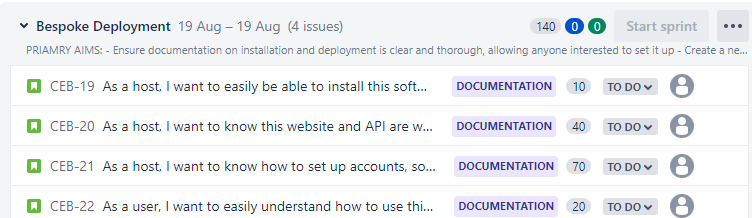 Bespoke Deployment 19 Aug – 19 Aug (4 issues) 140 0 0 Start sprint
PRIAMRY AIMS: - Ensure documentation on installation and deployment is clear and thorough, allowing anyone interested to set it up - Create a ne...
CEB-19 As a host, I want to easily be able to install this soft... DOCUMENTATION 10 TO DO
CEB-20 As a host, I want to know this website and API are w... DOCUMENTATION 40 TO DO
CEB-21 As a host, I want to know how to set up accounts, so... DOCUMENTATION 70 TO DO
CEB-22 As a user, I want to easily understand how to use thi... DOCUMENTATION 20 TO DO